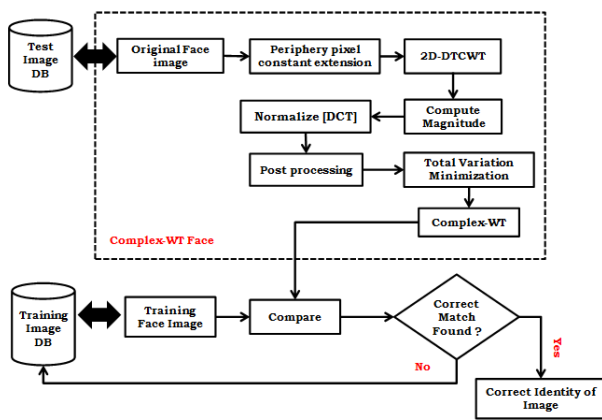 Test
Image
DB
Original Face
image
Periphery pixel
constant extension
2D-DTCWT
Compute
Magnitude
Normalize [DCT]
Post processing
Total Variation
Minimization
Complex-WT
Complex-WT Face
Training
Image
DB
Training
Face Image
Compare
Correct
Match
Found ?
No
Yes
Correct Identity of
Image